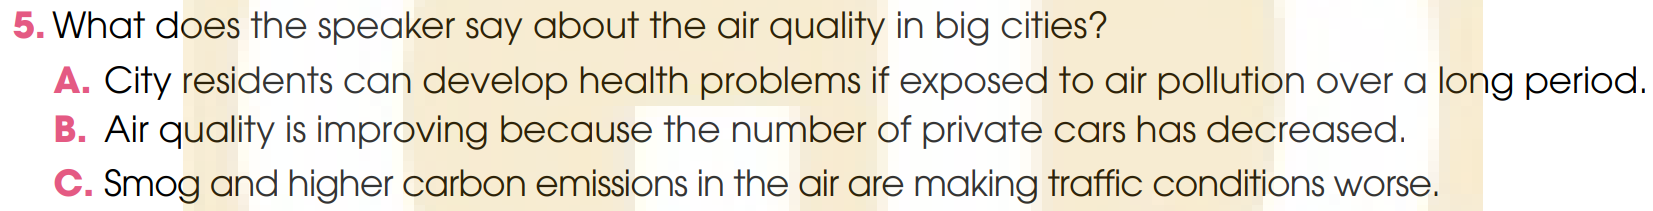 5. What does the speaker say about the air quality in big cities?
A. City residents can develop health problems if exposed to air pollution over a long period.
B. Air quality is improving because the number of private cars has decreased.
C. Smog and higher carbon emissions in the air are making traffic conditions worse.